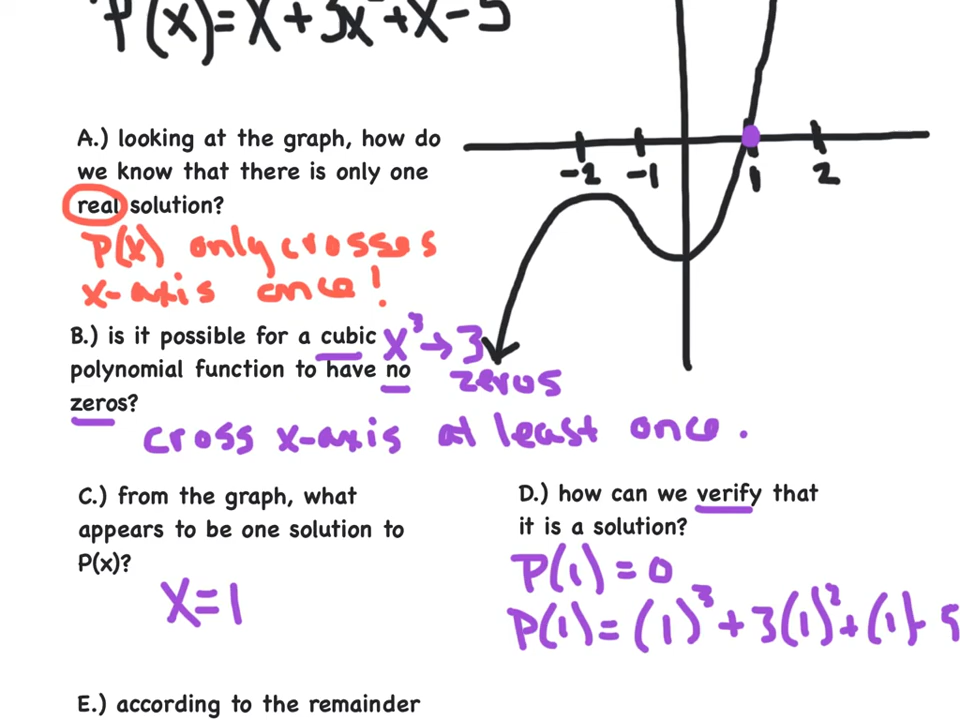 P(x)=x+3x²+x-5
A.) looking at the graph, how do
we know that there is only one
real solution?
P(x) only crosses
x-axis once!
-2 -1 1 2
B.) is it possible for a cubic
polynomial function to have no
zeros?
x³→3
zeros
cross x-axis at least once.
C.) from the graph, what
appears to be one solution to
P(x)?
x=1
D.) how can we verify that
it is a solution?
P(1)=0
P(1)=(1)³+3(1)²+(1)-5
E.) according to the remainder